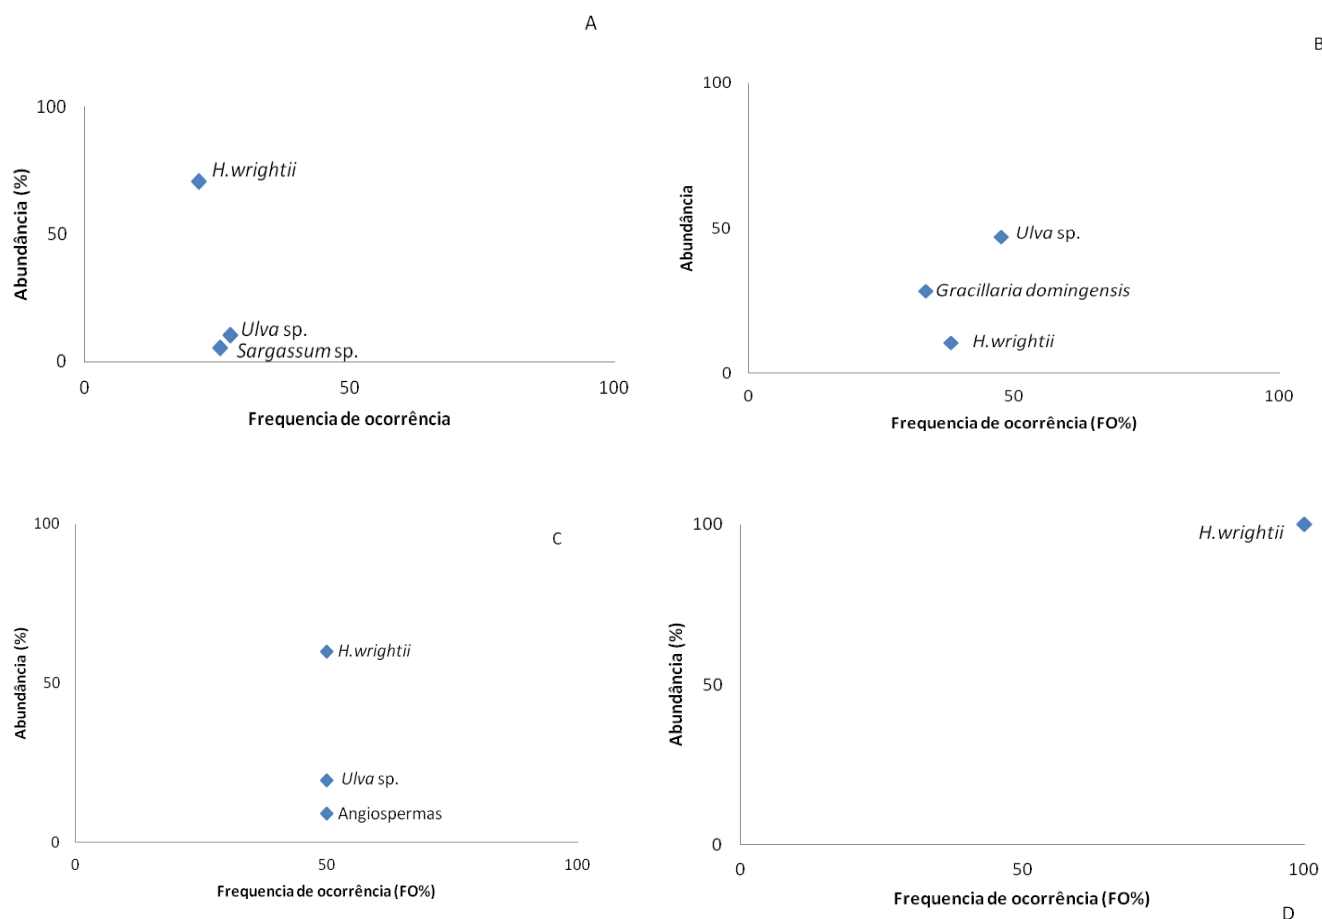 A
100
50
0
Abundância (%)
H.wrightii
Ulva sp.
Sargassum sp.
0
50
100
Frequencia de ocorrência
B
100
50
0
Abundância
Ulva sp.
Gracillaria domingensis
H.wrightii
0
50
100
Frequencia de ocorrência (FO%)
C
100
50
0
Abundância (%)
H.wrightii
Ulva sp.
Angiospermas
0
50
100
Frequencia de ocorrência (FO%)
100
50
0
Abundância (%)
H.wrightii
0
50
100
Frequencia de ocorrência (FO%)
D